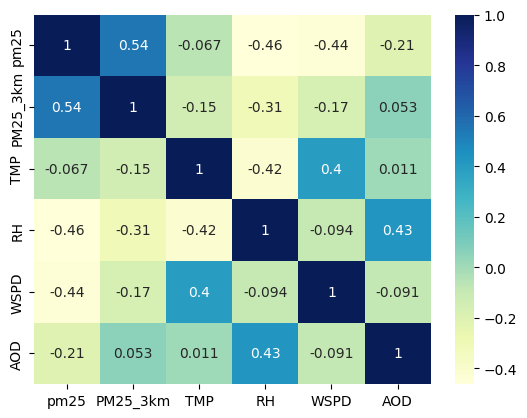 pm25 1 0.54 -0.067 -0.46 -0.44 -0.21
PM25_3km 0.54 1 -0.15 -0.31 -0.17 0.053
TMP -0.067 -0.15 1 -0.42 0.4 0.011
RH -0.46 -0.31 -0.42 1 -0.094 0.43
WSPD -0.44 -0.17 0.4 -0.094 1 -0.091
AOD -0.21 0.053 0.011 0.43 -0.091 1
pm25 PM25_3km TMP RH WSPD AOD
1.0
0.8
0.6
0.4
0.2
0.0
−0.2
−0.4